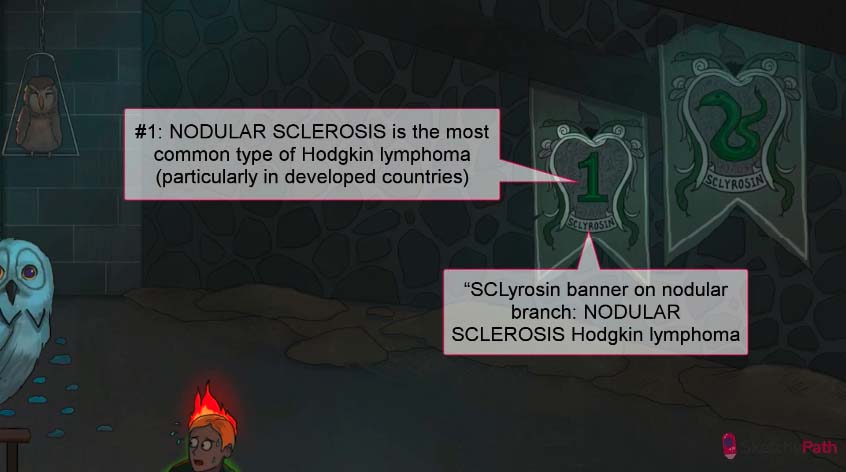 #1: NODULAR SCLEROSIS is the most
common type of Hodgkin lymphoma
(particularly in developed countries)
1
SCLYROSIN
SCLYROSIN
“SCLyrosin banner on nodular
branch: NODULAR
SCLEROSIS Hodgkin lymphoma
SketchyPath